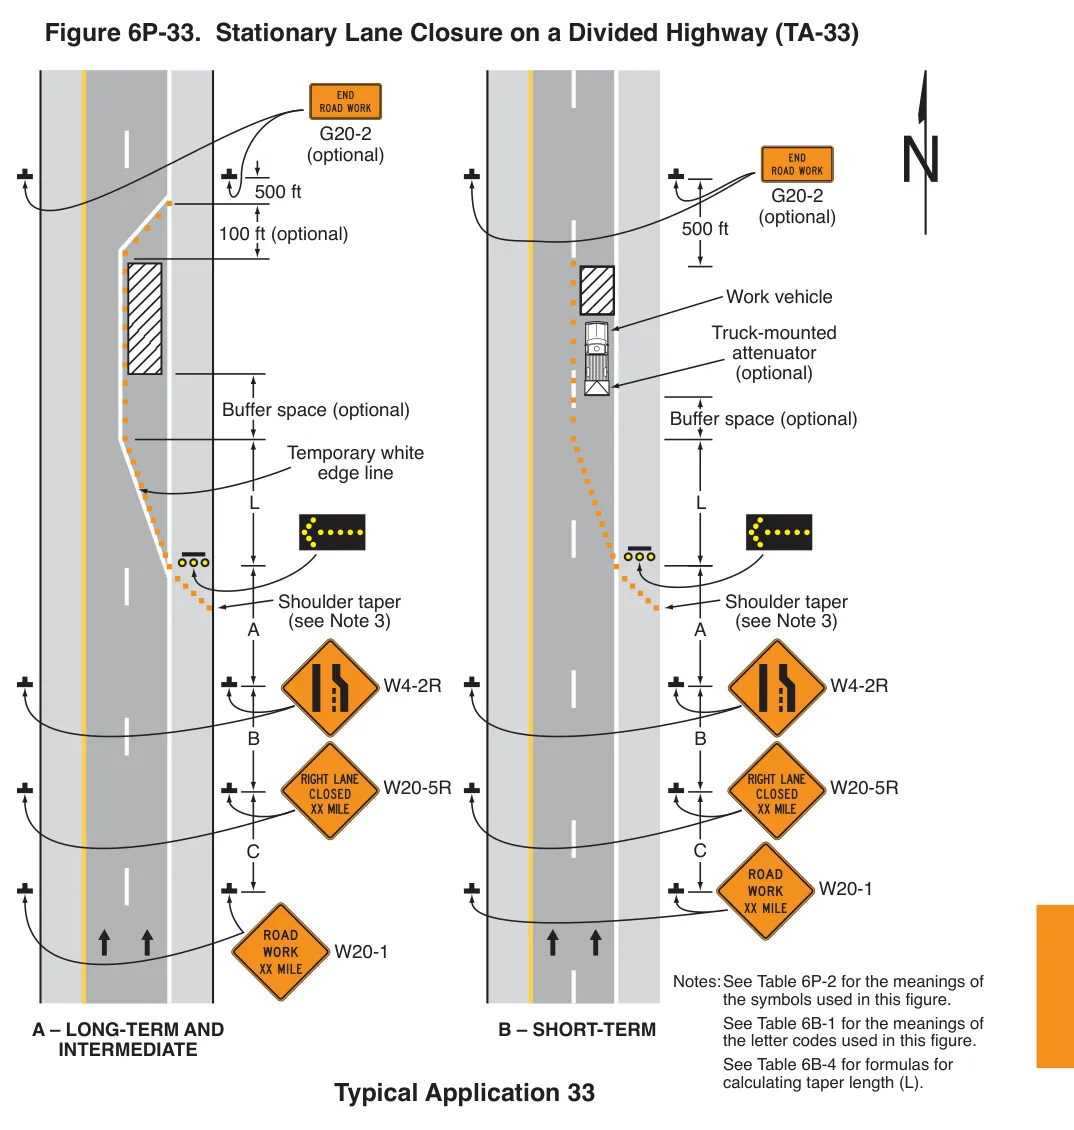 Figure 6P-33. Stationary Lane Closure on a Divided Highway (TA-33)
END
ROAD WORK
G20-2
(optional)
500 ft
100 ft (optional)
Buffer space (optional)
Temporary white
edge line
L
Shoulder taper
(see Note 3)
A
W4-2R
B
RIGHT LANE
CLOSED
XX MILE
W20-5R
C
ROAD
WORK
XX MILE
W20-1
A – LONG-TERM AND
INTERMEDIATE
END
ROAD WORK
G20-2
(optional)
500 ft
Work vehicle
Truck-mounted
attenuator
(optional)
Buffer space (optional)
L
Shoulder taper
(see Note 3)
A
W4-2R
B
RIGHT LANE
CLOSED
XX MILE
W20-5R
C
ROAD
WORK
XX MILE
W20-1
B – SHORT-TERM
N
Notes: See Table 6P-2 for the meanings of
the symbols used in this figure.
See Table 6B-1 for the meanings of
the letter codes used in this figure.
See Table 6B-4 for formulas for
calculating taper length (L).
Typical Application 33